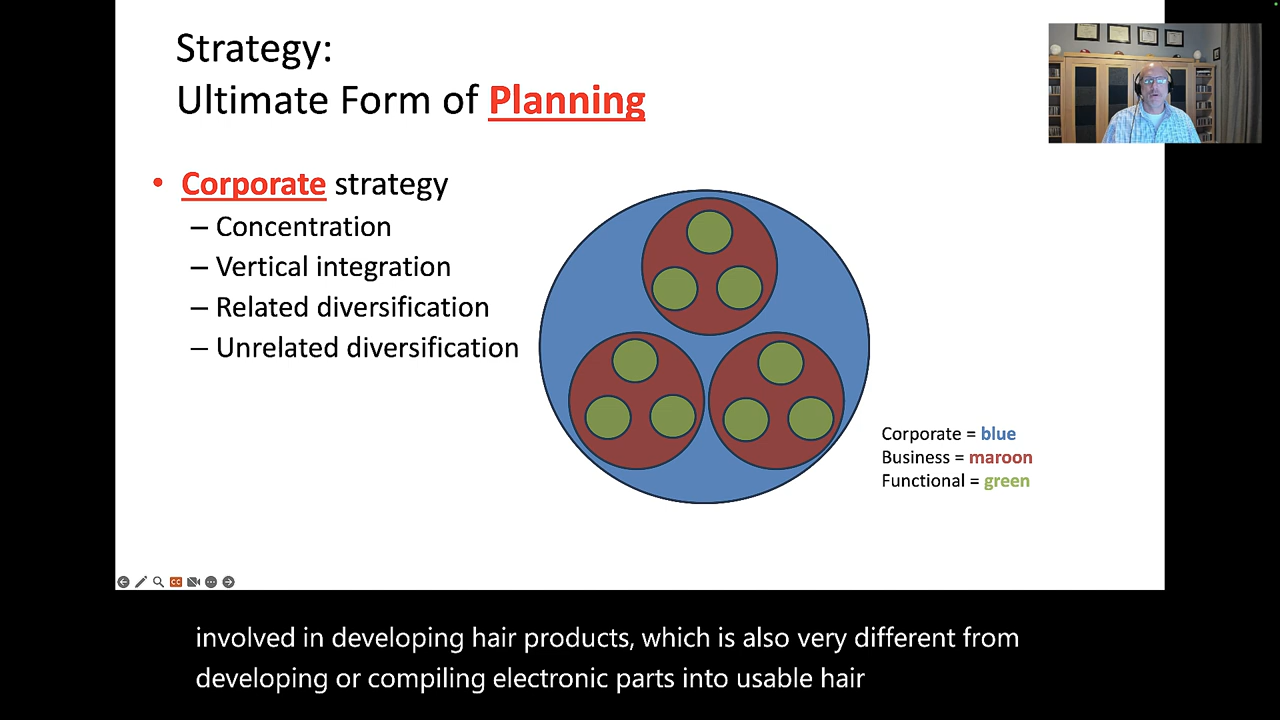 Strategy:
Ultimate Form of Planning
• Corporate strategy
– Concentration
– Vertical integration
– Related diversification
– Unrelated diversification
Corporate = blue
Business = maroon
Functional = green
CC
involved in developing hair products, which is also very different from
developing or compiling electronic parts into usable hair